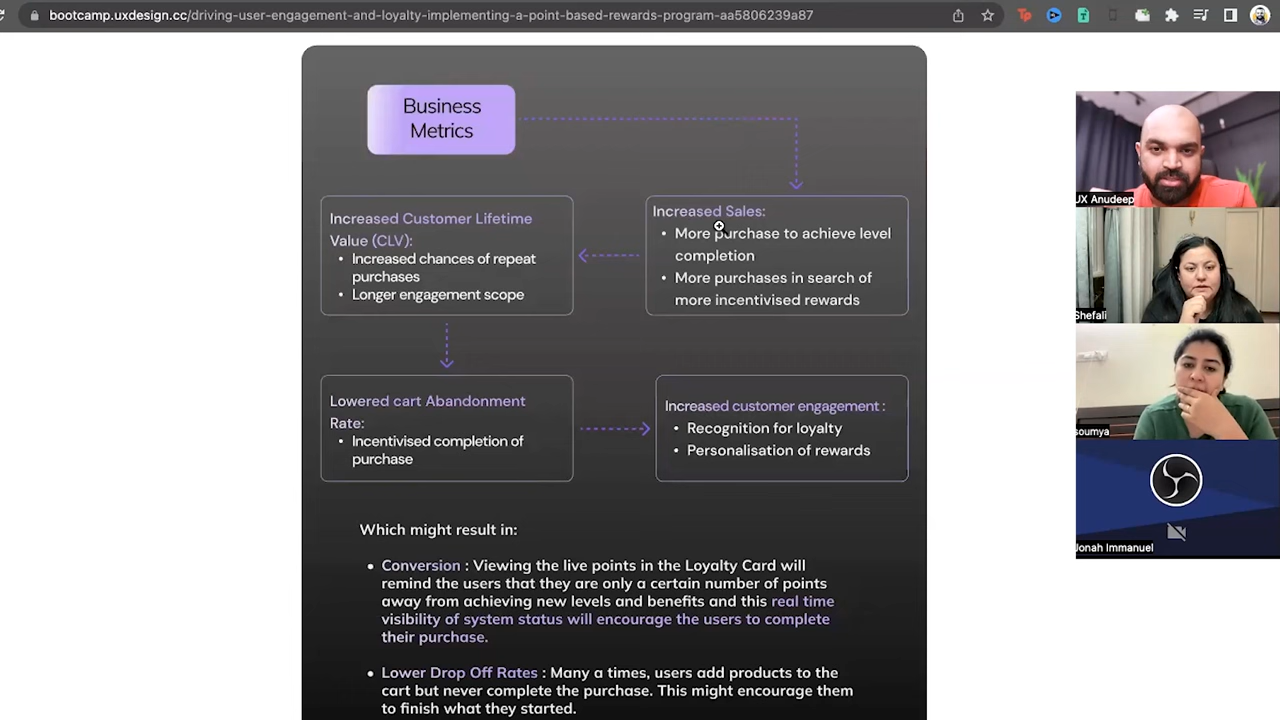 bootcamp.uxdesign.cc/driving-user-engagement-and-loyalty-implementing-a-point-based-rewards-program-aa5806239a87
Business
Metrics
Increased Customer Lifetime
Value (CLV):
• Increased chances of repeat
purchases
• Longer engagement scope
Increased Sales:
• More purchase to achieve level
completion
• More purchases in search of
more incentivised rewards
Lowered cart Abandonment
Rate:
• Incentivised completion of
purchase
Increased customer engagement :
• Recognition for loyalty
• Personalisation of rewards
Which might result in:
• Conversion : Viewing the live points in the Loyalty Card will
remind the users that they are only a certain number of points
away from achieving new levels and benefits and this real time
visibility of system status will encourage the users to complete
their purchase.
• Lower Drop Off Rates : Many a times, users add products to the
cart but never complete the purchase. This might encourage them
to finish what they started.
UX Anudeep
Shefali
soumya
Jonah Immanuel